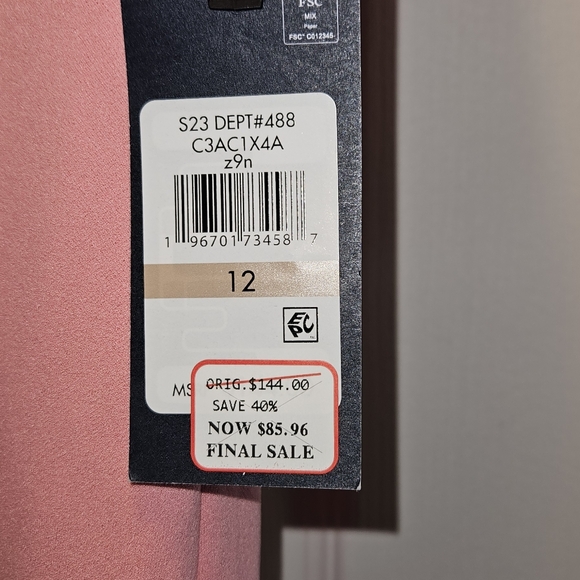 FSC
MIX
Paper
FSC® C012345
S23 DEPT#488
C3AC1X4A
z9n
1 96701 73458 7
12
EPC
MS
ORIG.$144.00
SAVE 40%
NOW $85.96
FINAL SALE